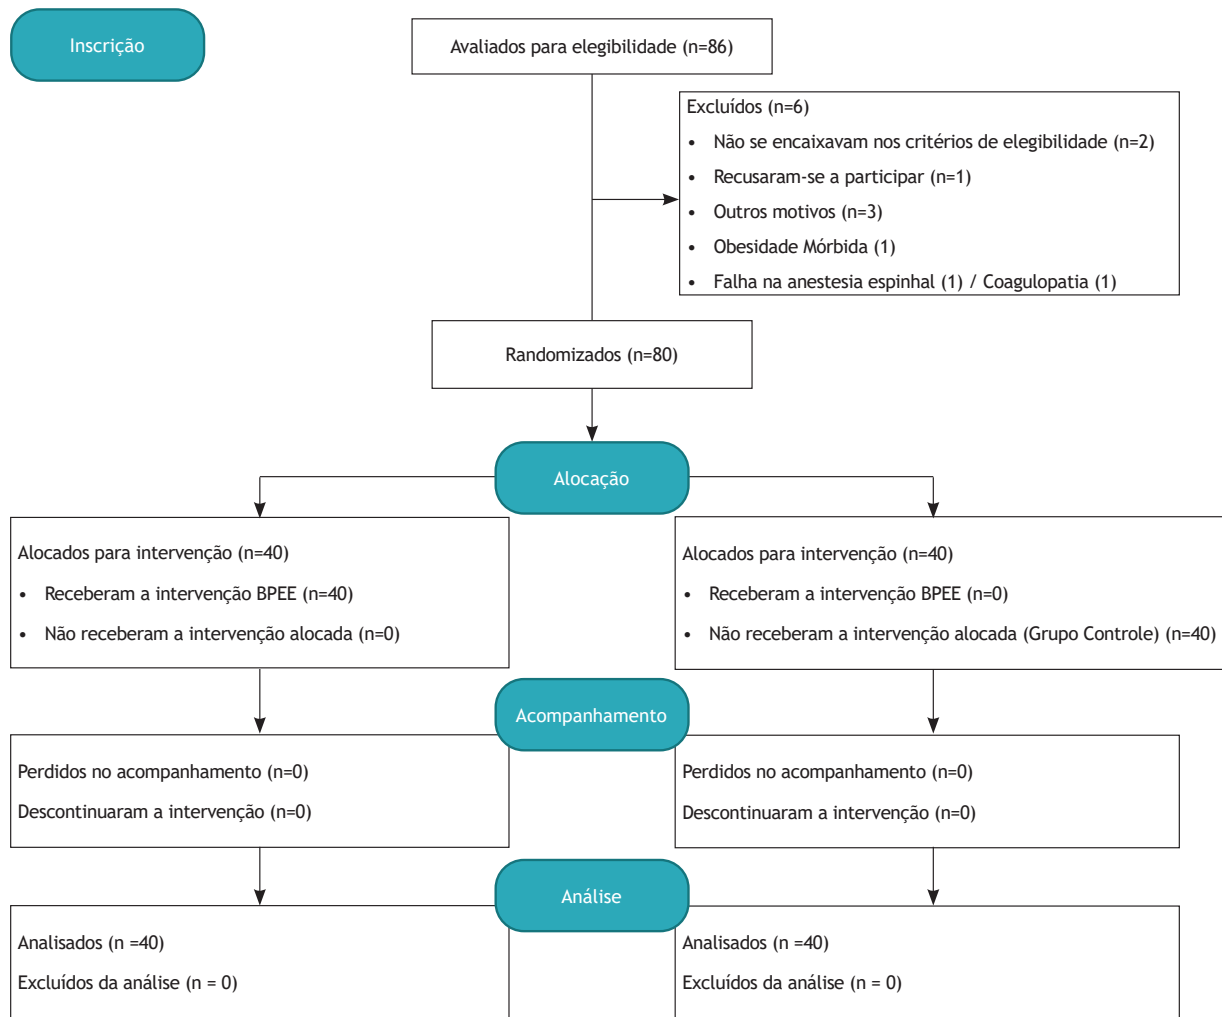 Inscrição
Avaliados para elegibilidade (n=86)
Excluídos (n=6)
• Não se encaixavam nos critérios de elegibilidade (n=2)
• Recusaram-se a participar (n=1)
• Outros motivos (n=3)
• Obesidade Mórbida (1)
• Falha na anestesia espinhal (1) / Coagulopatia (1)
Randomizados (n=80)
Alocação
Alocados para intervenção (n=40)
• Receberam a intervenção BPEE (n=40)
• Não receberam a intervenção alocada (n=0)
Alocados para intervenção (n=40)
• Receberam a intervenção BPEE (n=0)
• Não receberam a intervenção alocada (Grupo Controle) (n=40)
Acompanhamento
Perdidos no acompanhamento (n=0)
Descontinuaram a intervenção (n=0)
Perdidos no acompanhamento (n=0)
Descontinuaram a intervenção (n=0)
Análise
Analisados (n =40)
Excluídos da análise (n = 0)
Analisados (n =40)
Excluídos da análise (n = 0)